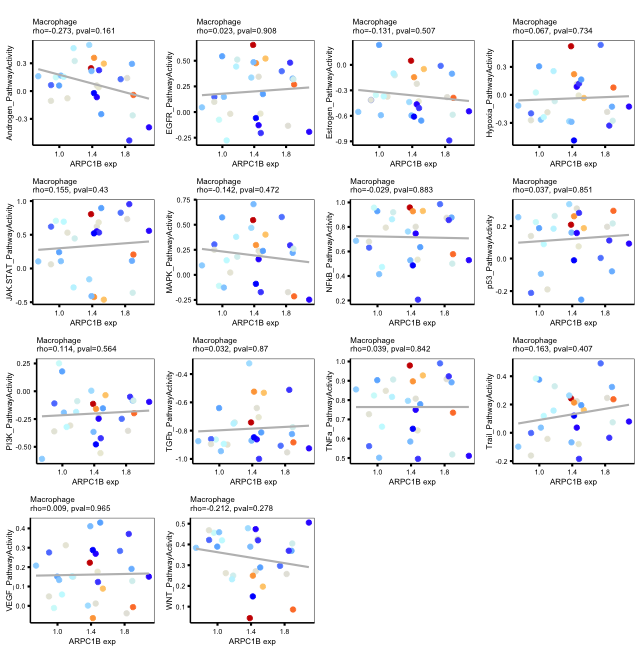 Macrophage
rho=-0.273, pval=0.161
Androgen_PathwayActivity
0.3
0.0
-0.3
1.0
1.4
1.8
ARPC1B exp
Macrophage
rho=0.023, pval=0.908
EGFR_PathwayActivity
0.50
0.25
0.00
-0.25
1.0
1.4
1.8
ARPC1B exp
Macrophage
rho=-0.131, pval=0.507
Estrogen_PathwayActivity
0.0
-0.3
-0.6
-0.9
1.0
1.4
1.8
ARPC1B exp
Macrophage
rho=0.067, pval=0.734
Hypoxia_PathwayActivity
0.3
0.0
-0.3
1.0
1.4
1.8
ARPC1B exp
Macrophage
rho=0.155, pval=0.43
JAK-STAT_PathwayActivity
1.0
0.5
0.0
-0.5
1.0
1.4
1.8
ARPC1B exp
Macrophage
rho=-0.142, pval=0.472
MAPK_PathwayActivity
0.75
0.50
0.25
0.00
-0.25
1.0
1.4
1.8
ARPC1B exp
Macrophage
rho=-0.029, pval=0.883
NFkB_PathwayActivity
1.0
0.8
0.6
0.4
0.2
1.0
1.4
1.8
ARPC1B exp
Macrophage
rho=0.037, pval=0.851
p53_PathwayActivity
0.2
0.0
-0.2
1.0
1.4
1.8
ARPC1B exp
Macrophage
rho=0.114, pval=0.564
PI3K_PathwayActivity
0.25
0.00
-0.25
-0.50
1.0
1.4
1.8
ARPC1B exp
Macrophage
rho=0.032, pval=0.87
TGFb_PathwayActivity
-0.4
-0.6
-0.8
-1.0
1.0
1.4
1.8
ARPC1B exp
Macrophage
rho=0.039, pval=0.842
TNFa_PathwayActivity
1.0
0.9
0.8
0.7
0.6
0.5
1.0
1.4
1.8
ARPC1B exp
Macrophage
rho=0.163, pval=0.407
Trail_PathwayActivity
0.4
0.2
0.0
-0.2
1.0
1.4
1.8
ARPC1B exp
Macrophage
rho=0.009, pval=0.965
VEGF_PathwayActivity
0.4
0.3
0.2
0.1
0.0
1.0
1.4
1.8
ARPC1B exp
Macrophage
rho=-0.212, pval=0.278
WNT_PathwayActivity
0.5
0.4
0.3
0.2
0.1
1.0
1.4
1.8
ARPC1B exp